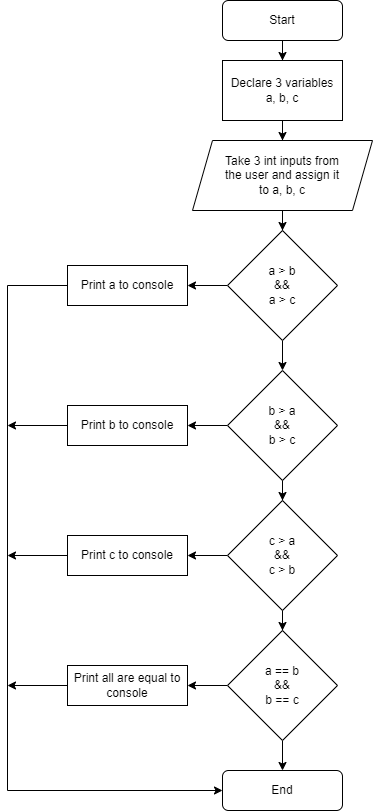 Start
Declare 3 variables
a, b, c
Take 3 int inputs from
the user and assign it
to a, b, c
a > b
&&
a > c
Print a to console
b > a
&&
b > c
Print b to console
c > a
&&
c > b
Print c to console
a == b
&&
b == c
Print all are equal to
console
End